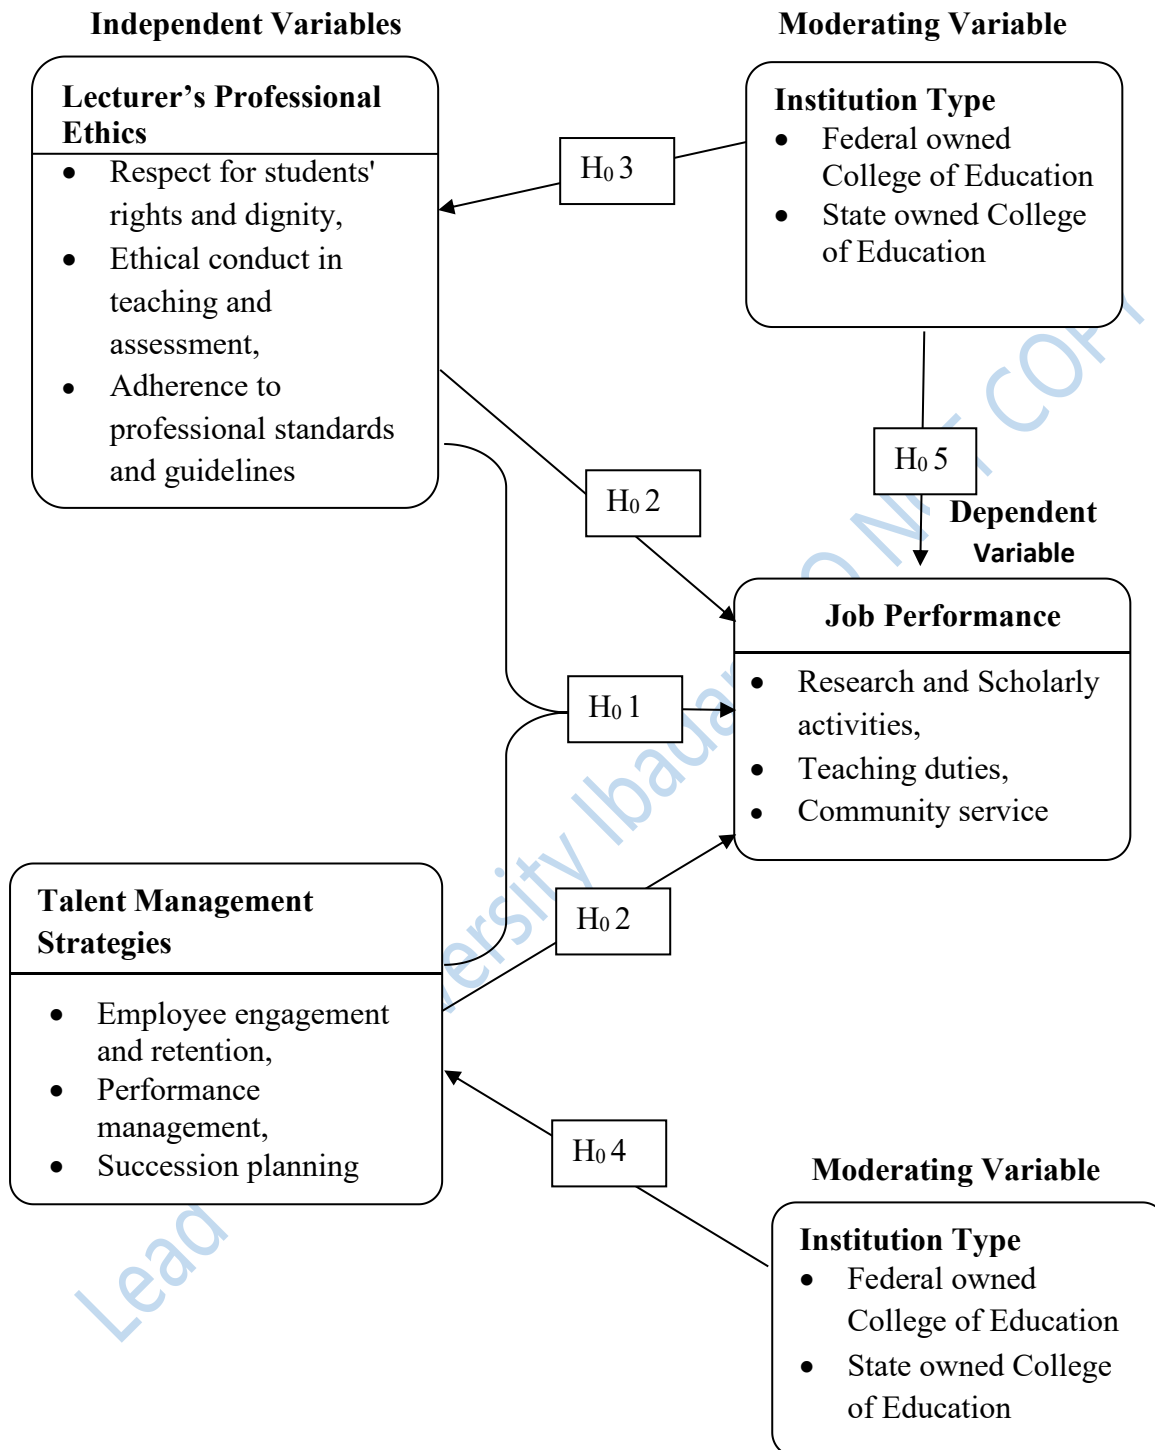 Independent Variables
Moderating Variable
Lecturer's Professional
Ethics
• Respect for students'
rights and dignity,
• Ethical conduct in
teaching and
assessment,
• Adherence to
professional standards
and guidelines
Institution Type
• Federal owned
College of Education
• State owned College
of Education
H₀ 3
H₀ 5
H₀ 2
Dependent
Variable
Job Performance
• Research and Scholarly
activities,
• Teaching duties,
• Community service
H₀ 1
H₀ 2
Talent Management
Strategies
• Employee engagement
and retention,
• Performance
management,
• Succession planning
H₀ 4
Moderating Variable
Institution Type
• Federal owned
College of Education
• State owned College
of Education
Lead
Ibadan
COPY